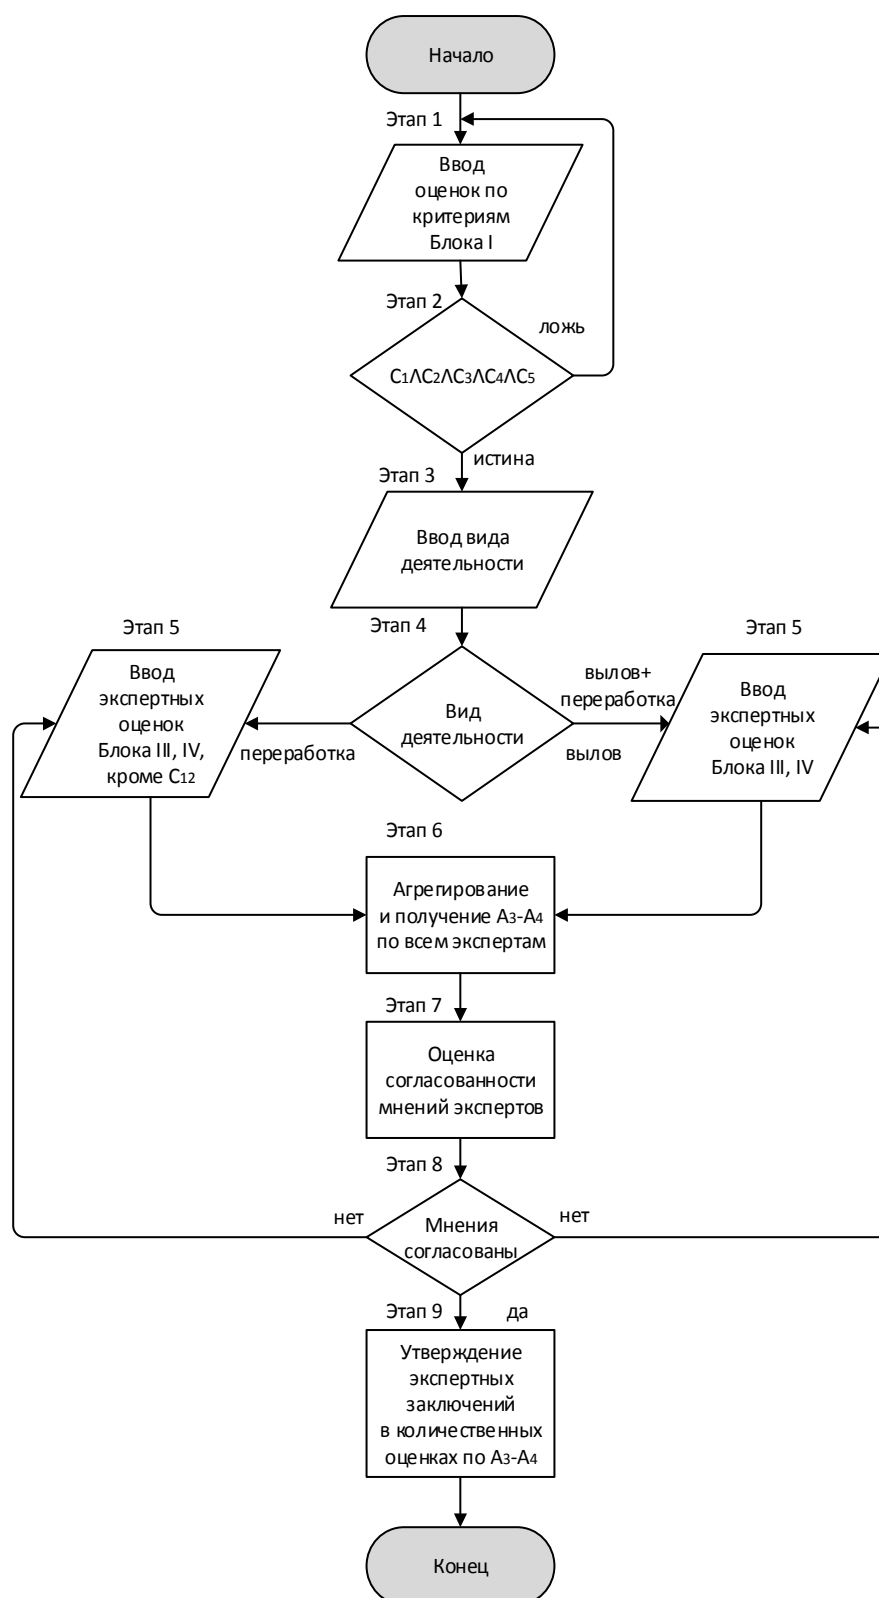 Начало
Этап 1
Ввод
оценок по
критериям
Блока I
Этап 2
ложь
C₁ΛC₂ΛC₃ΛC₄ΛC₅
истина
Этап 3
Ввод вида
деятельности
Этап 4
Этап 5
Ввод
экспертных
оценок
Блока III, IV,
кроме C₁₂
переработка
Вид
деятельности
вылов+
переработка
вылов
Этап 5
Ввод
экспертных
оценок
Блока III, IV
Этап 6
Агрегирование
и получение A₃-A₄
по всем экспертам
Этап 7
Оценка
согласованности
мнений экспертов
Этап 8
нет
Мнения
согласованы
нет
Этап 9
да
Утверждение
экспертных
заключений
в количественных
оценках по A₃-A₄
Конец